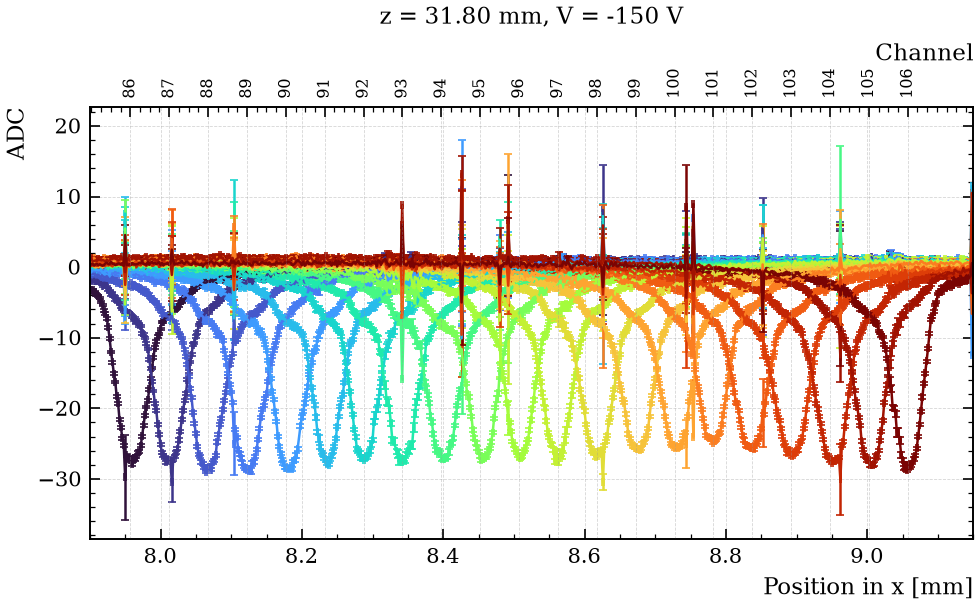 z = 31.80 mm, V = -150 V
Channel
86 87 88 89 90 91 92 93 94 95 96 97 98 99 100 101 102 103 104 105 106
ADC
20
10
0
−10
−20
−30
8.0 8.2 8.4 8.6 8.8 9.0
Position in x [mm]